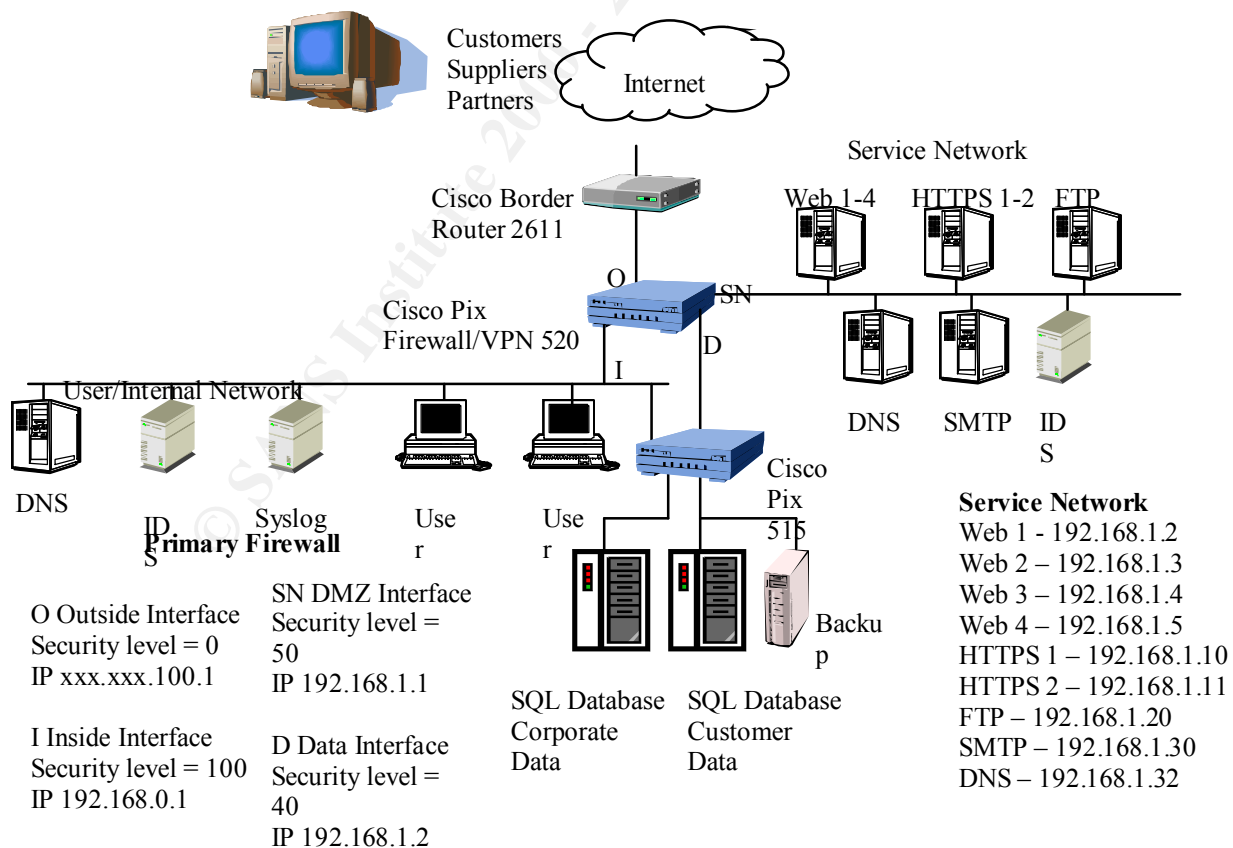 Customers
Suppliers
Partners
Internet
Service Network
Web 1-4
HTTPS 1-2
FTP
Cisco Border
Router 2611
O
SN
Cisco Pix
Firewall/VPN 520
D
I
User/Internal Network
DNS
SMTP
ID
S
DNS
ID
S
Syslog
Use
r
Use
r
Cisco
Pix
515
Backu
p
SQL Database
Corporate
Data
SQL Database
Customer
Data
Primary Firewall
O Outside Interface
Security level = 0
IP xxx.xxx.100.1
I Inside Interface
Security level = 100
IP 192.168.0.1
SN DMZ Interface
Security level =
50
IP 192.168.1.1
D Data Interface
Security level =
40
IP 192.168.1.2
Service Network
Web 1 - 192.168.1.2
Web 2 – 192.168.1.3
Web 3 – 192.168.1.4
Web 4 – 192.168.1.5
HTTPS 1 – 192.168.1.10
HTTPS 2 – 192.168.1.11
FTP – 192.168.1.20
SMTP – 192.168.1.30
DNS – 192.168.1.32
© SANS Institute 2000 - 2